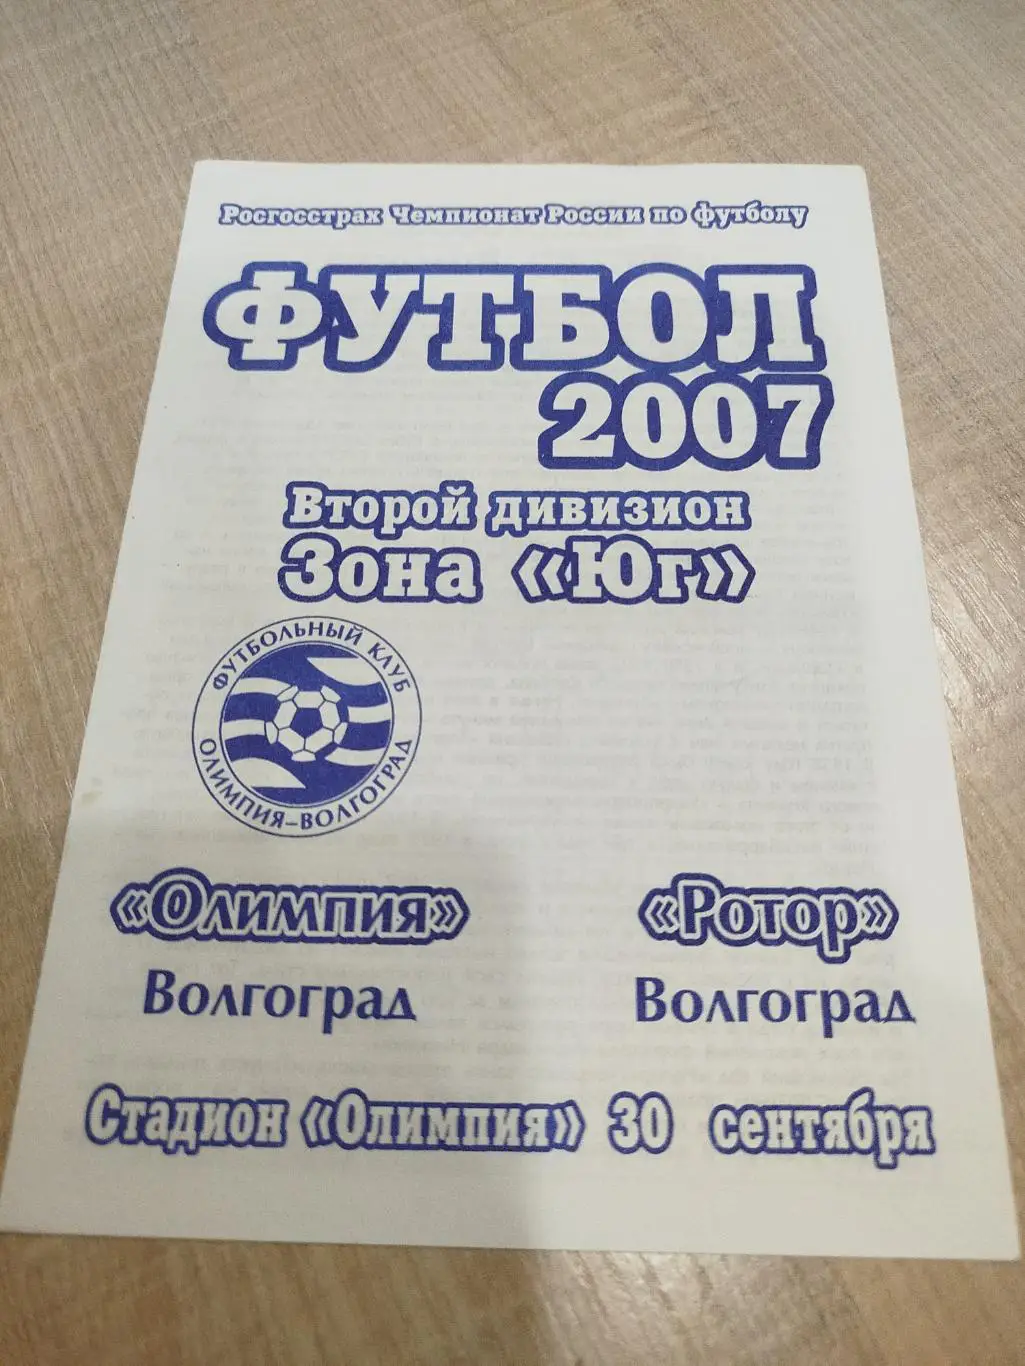 Росгосстрах Чемпионат России по футболу
ФУТБОЛ
2007
Второй дивизион
Зона «Юг»
ФУТБОЛЬНЫЙ КЛУБ
ОЛИМПИЯ-ВОЛГОГРАД
«Олимпия» «Ротор»
Волгоград Волгоград
Стадион «Олимпия» 30 сентября